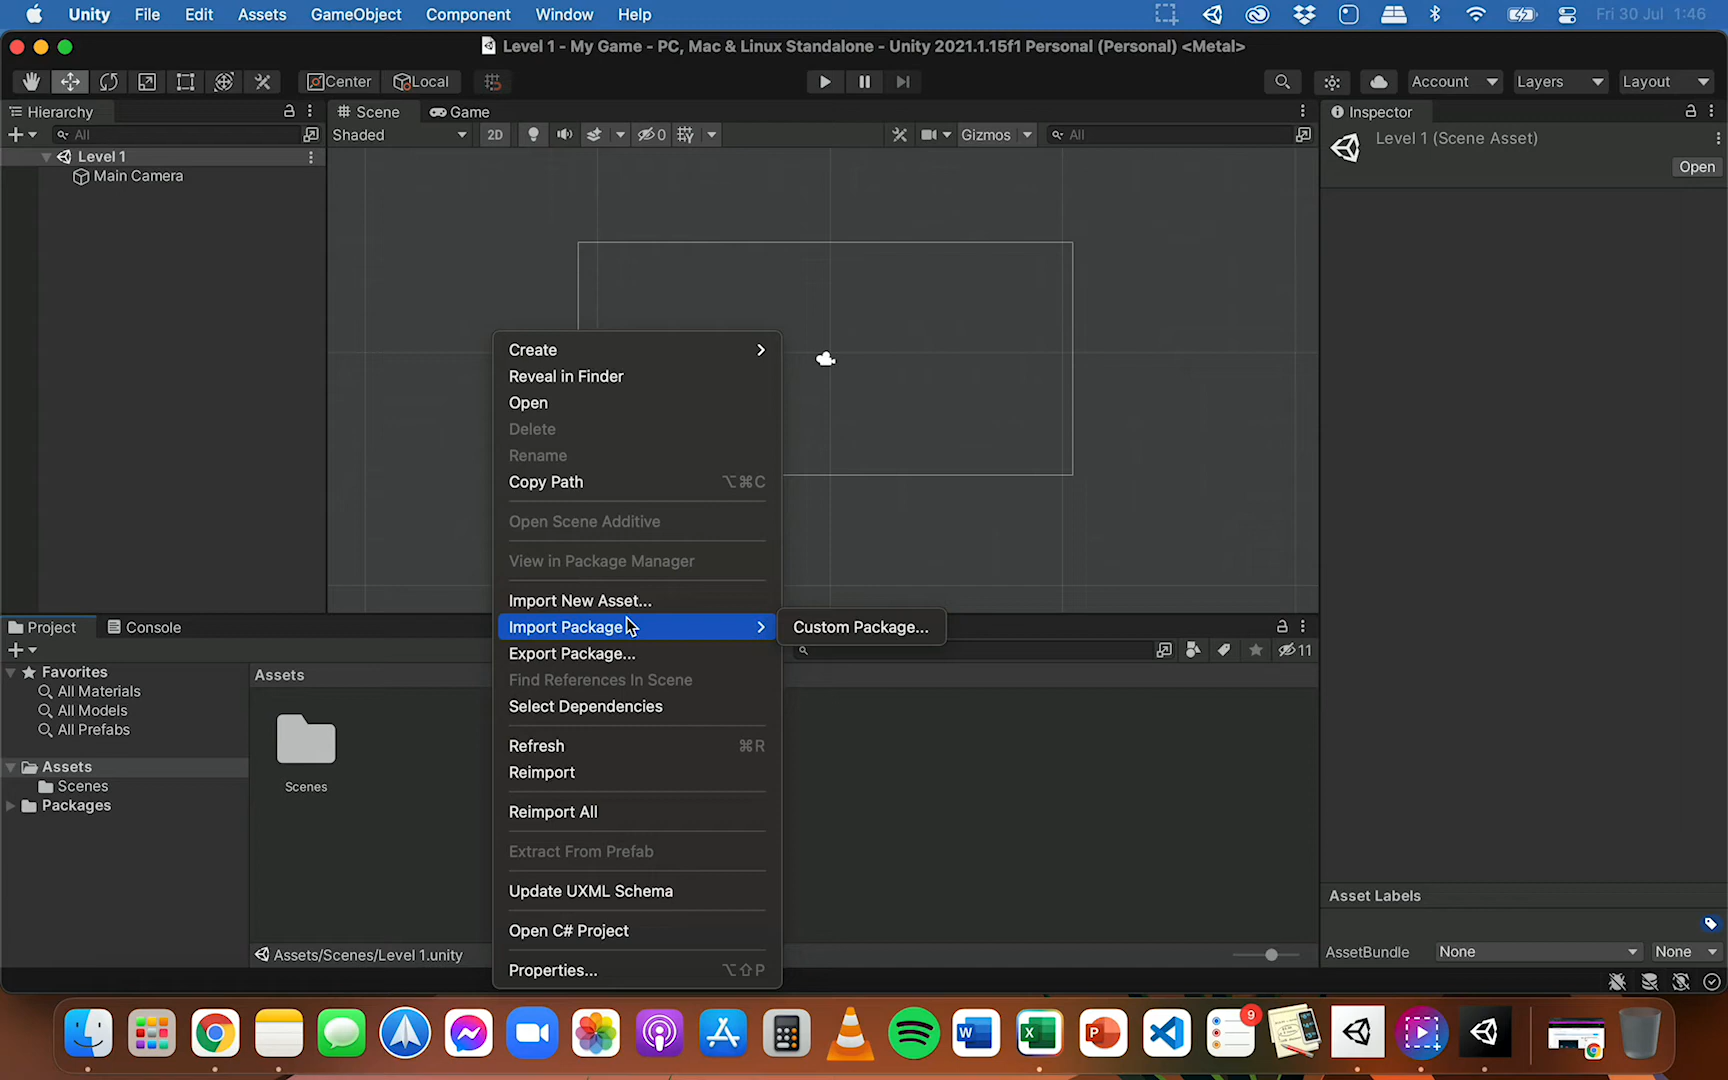 Unity File Edit Assets GameObject Component Window Help Fri 30 Jul 1:46
Level 1 - My Game - PC, Mac & Linux Standalone - Unity 2021.1.15f1 Personal (Personal) <Metal>
Center Local Account Layers Layout
Hierarchy Scene Game Inspector
All Shaded 2D 0 Gizmos All
Level 1 (Scene Asset)
Open
Level 1
Main Camera
Create
Reveal in Finder
Open
Delete
Rename
Copy Path ⌥⌘C
Open Scene Additive
View in Package Manager
Import New Asset...
Import Package
Custom Package...
Export Package...
Find References In Scene
Select Dependencies
Refresh ⌘R
Reimport
Reimport All
Extract From Prefab
Update UXML Schema
Open C# Project
Properties... ⌥⇧P
Project Console
11
Favorites
All Materials
All Models
All Prefabs
Assets
Scenes
Packages
Assets
Scenes
Assets/Scenes/Level 1.unity
Asset Labels
AssetBundle None None
9
W X P